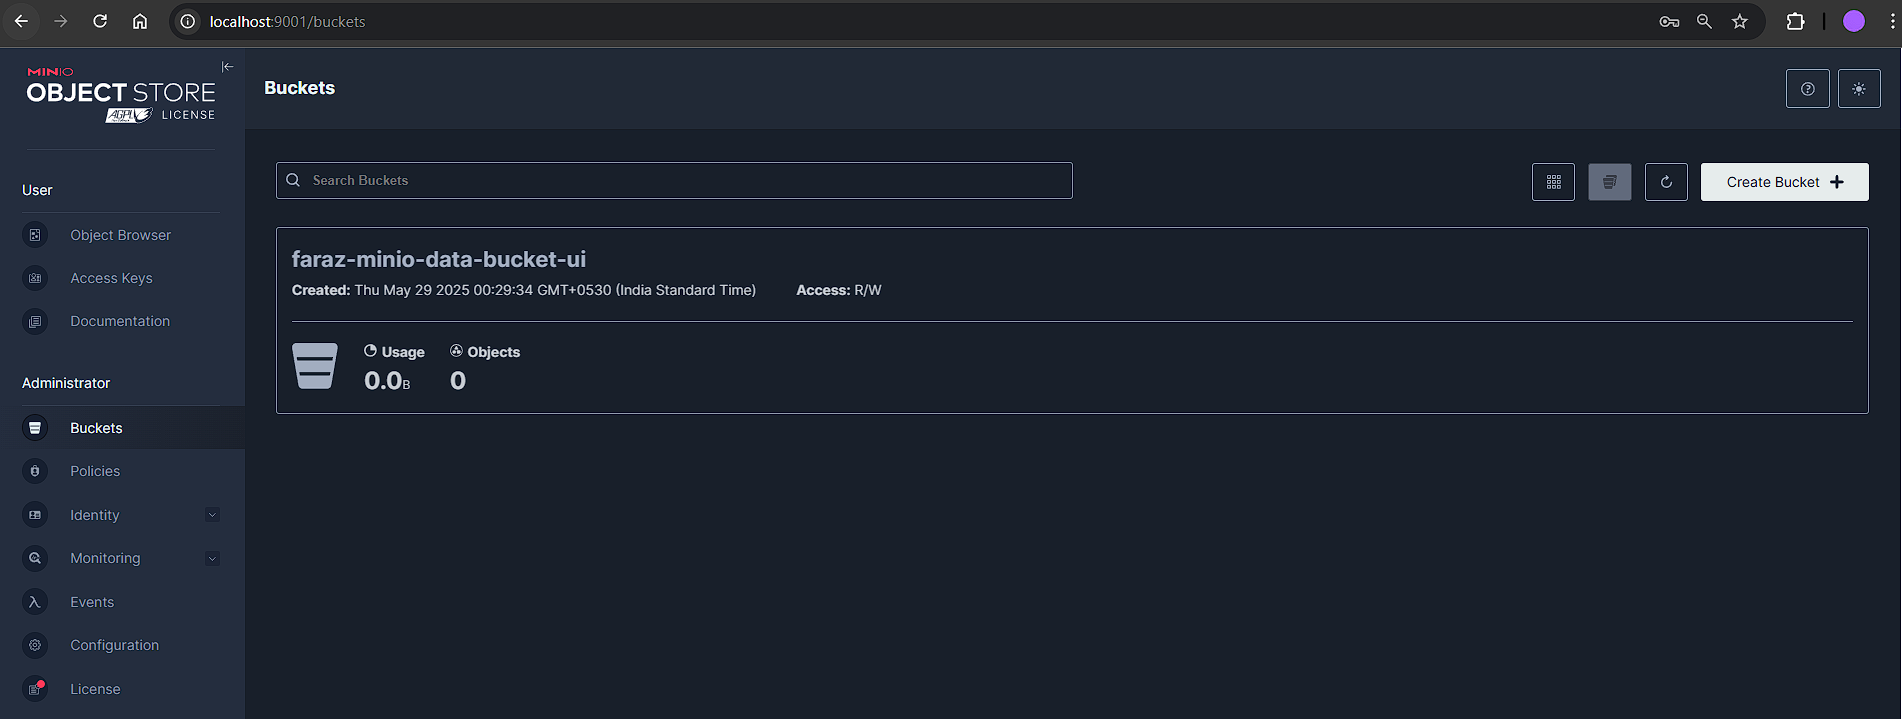 localhost:9001/buckets
MINIO
OBJECT STORE
AGPLv3 LICENSE
Buckets
User
Object Browser
Access Keys
Documentation
Administrator
Buckets
Policies
Identity
Monitoring
Events
Configuration
License
Search Buckets
Create Bucket
faraz-minio-data-bucket-ui
Created: Thu May 29 2025 00:29:34 GMT+0530 (India Standard Time) Access: R/W
Usage Objects
0.0B 0